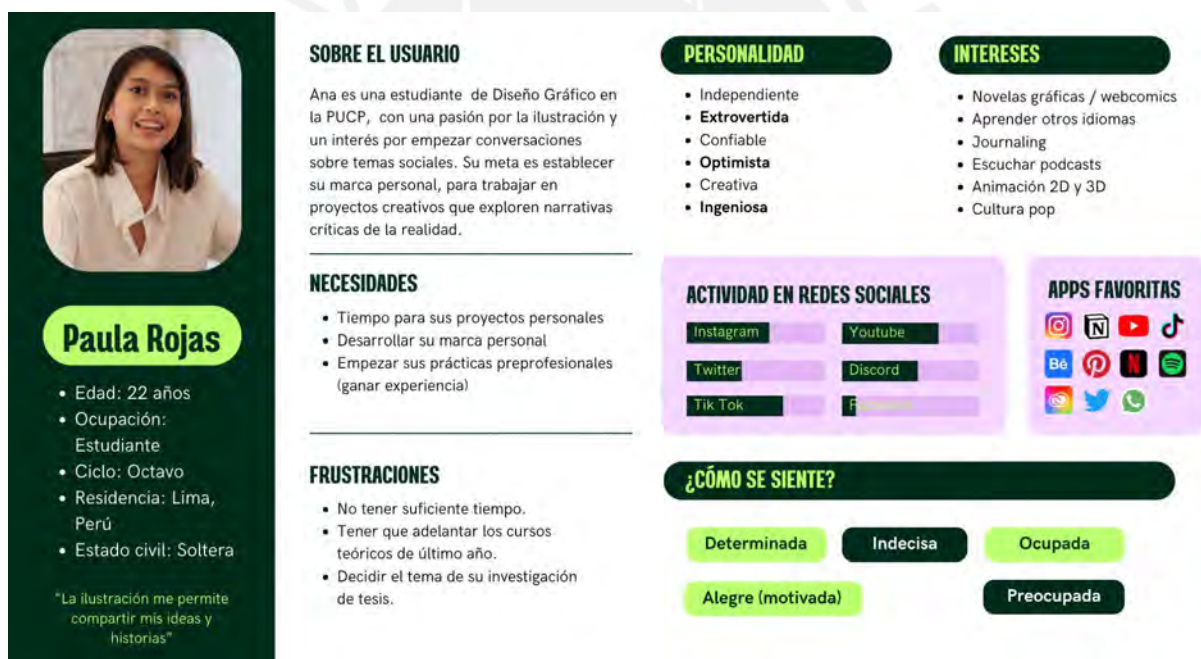 Paula Rojas
• Edad: 22 años
• Ocupación:
Estudiante
• Ciclo: Octavo
• Residencia: Lima,
Perú
• Estado civil: Soltera
"La ilustración me permite
compartir mis ideas y
historias"
SOBRE EL USUARIO
Ana es una estudiante de Diseño Gráfico en
la PUCP, con una pasión por la ilustración y
un interés por empezar conversaciones
sobre temas sociales. Su meta es establecer
su marca personal, para trabajar en
proyectos creativos que exploren narrativas
críticas de la realidad.
NECESIDADES
• Tiempo para sus proyectos personales
• Desarrollar su marca personal
• Empezar sus prácticas preprofesionales
(ganar experiencia)
FRUSTRACIONES
• No tener suficiente tiempo.
• Tener que adelantar los cursos
teóricos de último año.
• Decidir el tema de su investigación
de tesis.
PERSONALIDAD
• Independiente
• Extrovertida
• Confiable
• Optimista
• Creativa
• Ingeniosa
INTERESES
• Novelas gráficas / webcomics
• Aprender otros idiomas
• Journaling
• Escuchar podcasts
• Animación 2D y 3D
• Cultura pop
ACTIVIDAD EN REDES SOCIALES
Instagram
Youtube
Twitter
Discord
Tik Tok
APPS FAVORITAS
Bē
N
¿CÓMO SE SIENTE?
Determinada
Indecisa
Ocupada
Alegre (motivada)
Preocupada